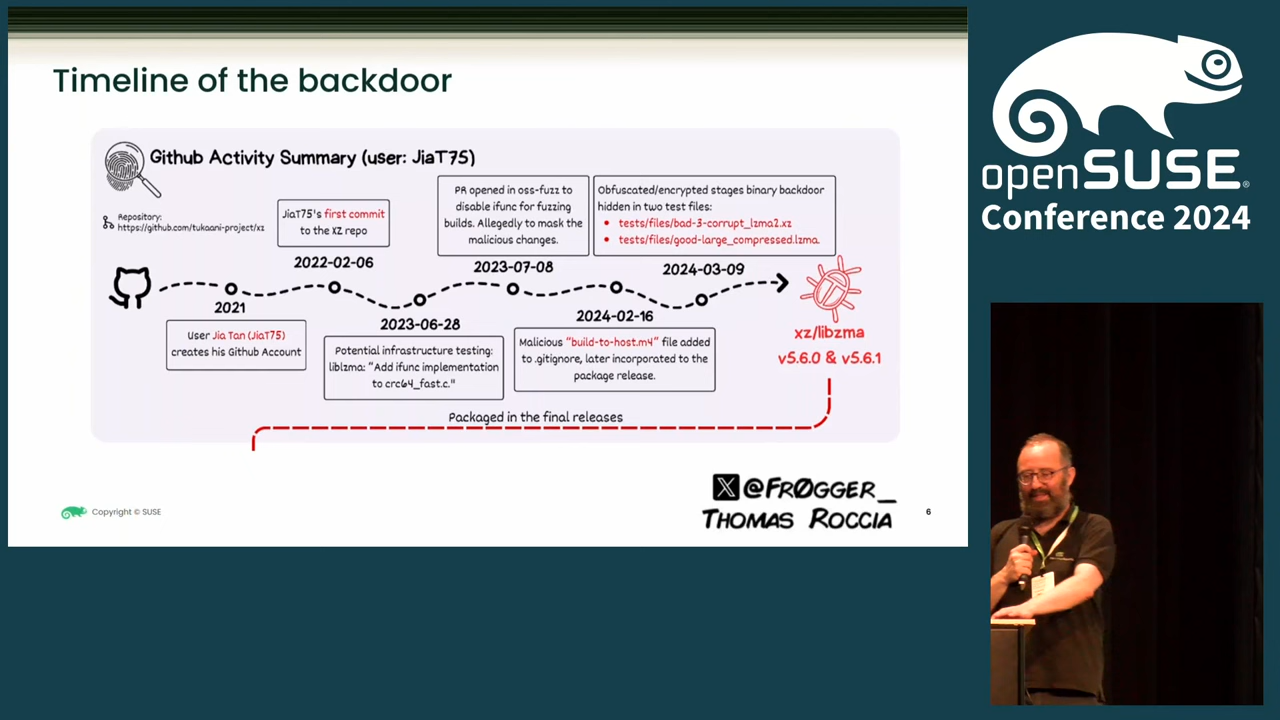 Timeline of the backdoor
Github Activity Summary (user: JiaT75)
Repository:
https://github.com/tukaani-project/xz
JiaT75's first commit
to the XZ repo
2022-02-06
PR opened in oss-fuzz to
disable ifunc for fuzzing
builds. Allegedly to mask the
malicious changes.
2023-07-08
Obfuscated/encrypted stages binary backdoor
hidden in two test files:
• tests/files/bad-3-corrupt_lzma2.xz
• tests/files/good-large_compressed.lzma.
2024-03-09
2021
User Jia Tan (JiaT75)
creates his Github Account
2023-06-28
Potential infrastructure testing:
liblzma: “Add ifunc implementation
to crc64_fast.c."
2024-02-16
Malicious "build-to-host.m4" file added
to .gitignore, later incorporated to the
package release.
xz/libzma
v5.6.0 & v5.6.1
Packaged in the final releases
X @FR0GGER_
THOMAS ROCCIA
Copyright © SUSE
6
openSUSE®
Conference 2024